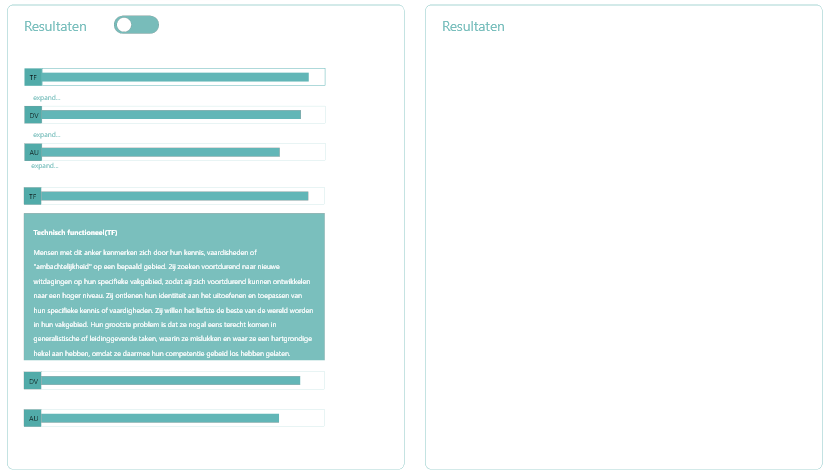 Resultaten
TF
expand...
DV
expand...
AU
expand...
TF
Technisch functioneel(TF)
Mensen met dit anker kenmerken zich door hun kennis, vaardisheden of
"ambachtelijkheid" op een bepaald gebied. Zij zoeken voortdurend naar nieuwe
witdagingen op hun specifieke vakgebied, zodat aij zich voortdurend kunnen ontwikkelen
naar een hoger niveau. Zij ontlenen hun identiteit aan het uitoefenen en toepassen van
hun specifieke kennis of vaardigheden. Zij willen het liefste de beste van de wereld worden
in hun vakgebied. Hun grootste probleem is dat ze nogal eens terecht komen in
generalistische of leidinggevende taken, waarin ze mislukken en waar ze een hartgrondige
hekel aan hebben, omdat ze daarmee hun competentie gebeid los hebben gelaten.
DV
AU
Resultaten